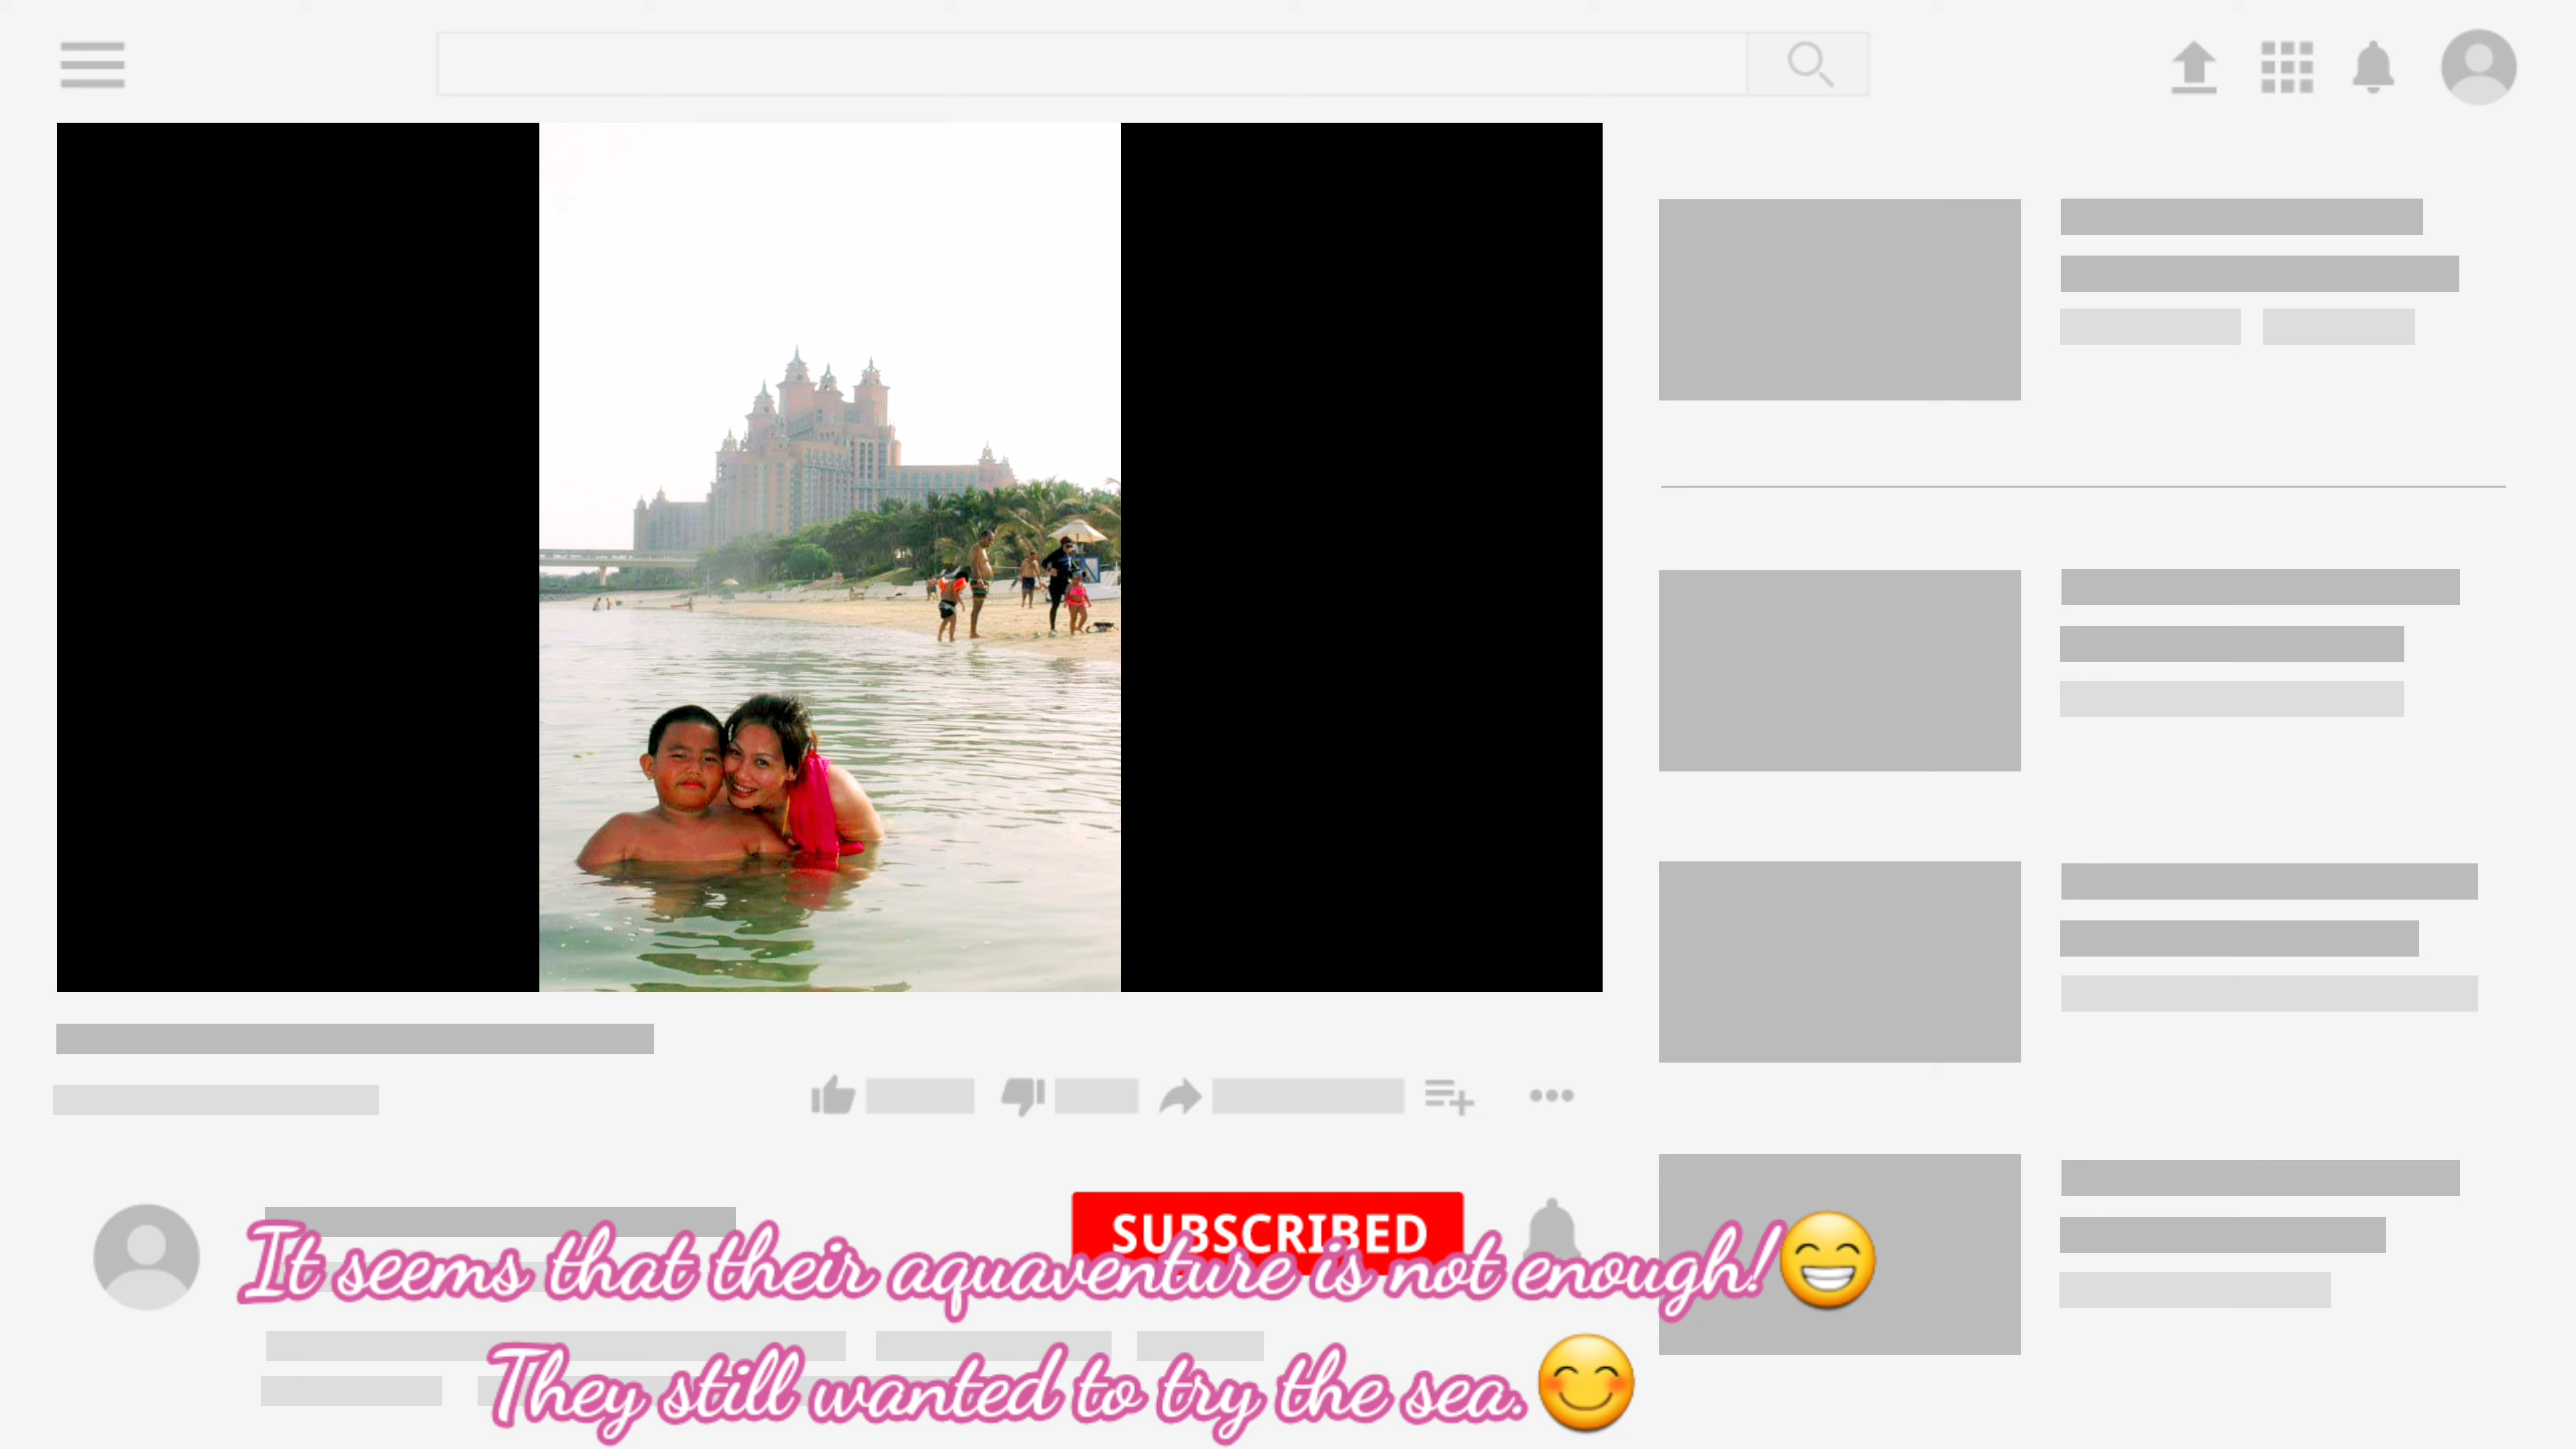 SUBSCRIBED
It seems that their aquaventure is not enough!😁
They still wanted to try the sea.😊